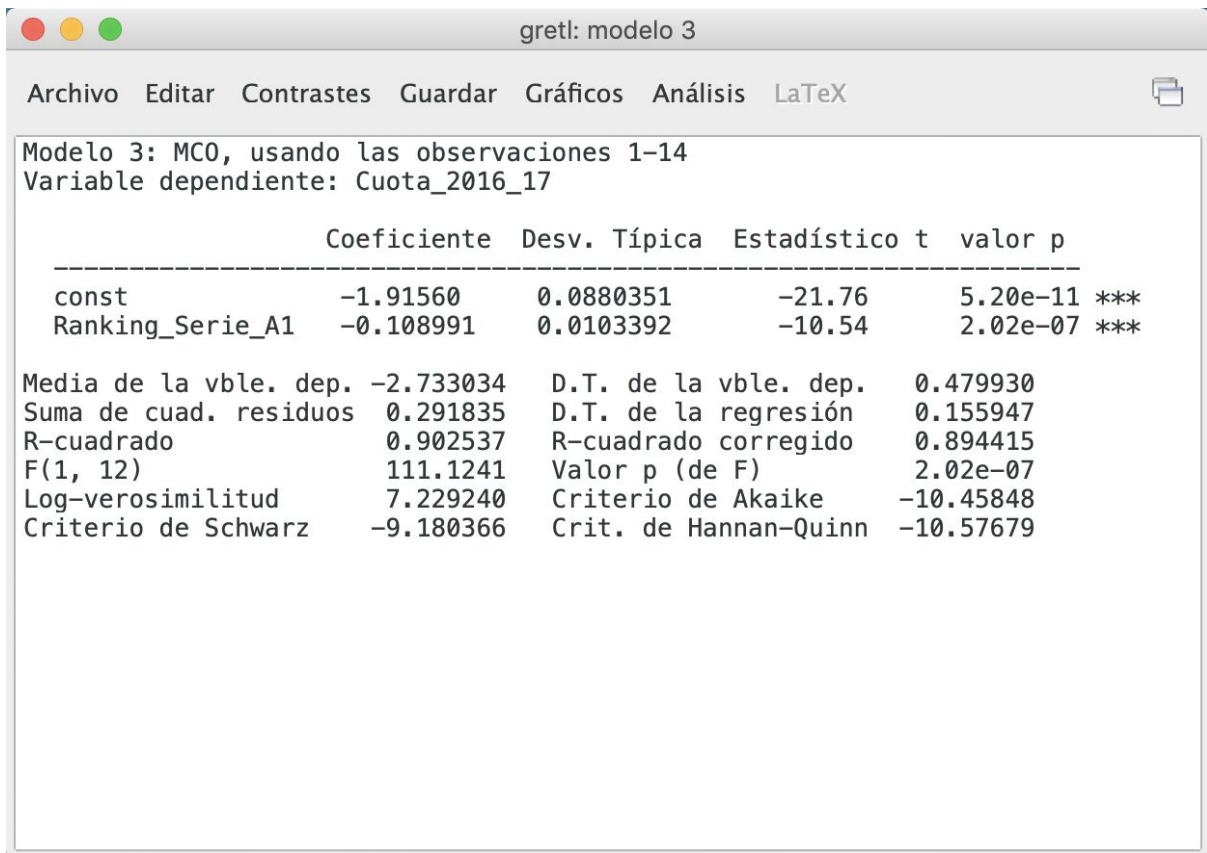 gretl: modelo 3
Archivo Editar Contrastes Guardar Gráficos Análisis LaTeX
Modelo 3: MCO, usando las observaciones 1-14
Variable dependiente: Cuota_2016_17
Coeficiente Desv. Típica Estadístico t valor p
const -1.91560 0.0880351 -21.76 5.20e-11 ***
Ranking_Serie_A1 -0.108991 0.0103392 -10.54 2.02e-07 ***
Media de la vble. dep. -2.733034 D.T. de la vble. dep. 0.479930
Suma de cuad. residuos 0.291835 D.T. de la regresión 0.155947
R-cuadrado 0.902537 R-cuadrado corregido 0.894415
F(1, 12) 111.1241 Valor p (de F) 2.02e-07
Log-verosimilitud 7.229240 Criterio de Akaike -10.45848
Criterio de Schwarz -9.180366 Crit. de Hannan-Quinn -10.57679